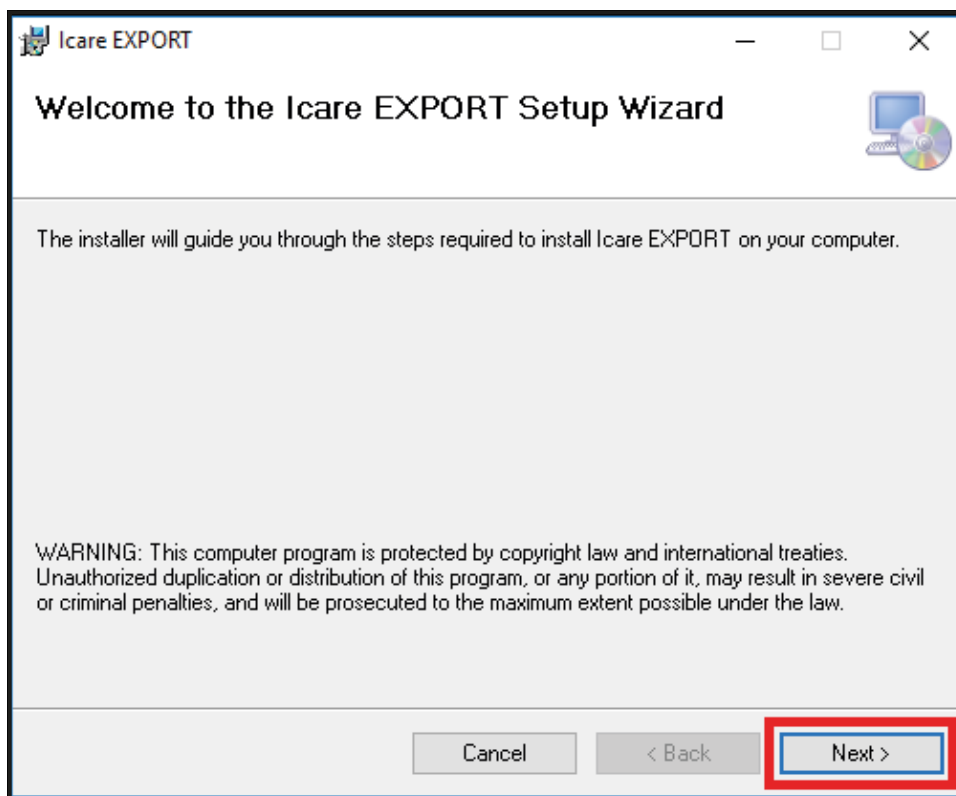 Icare EXPORT
Welcome to the Icare EXPORT Setup Wizard
The installer will guide you through the steps required to install Icare EXPORT on your computer.
WARNING: This computer program is protected by copyright law and international treaties.
Unauthorized duplication or distribution of this program, or any portion of it, may result in severe civil
or criminal penalties, and will be prosecuted to the maximum extent possible under the law.
Cancel < Back Next >